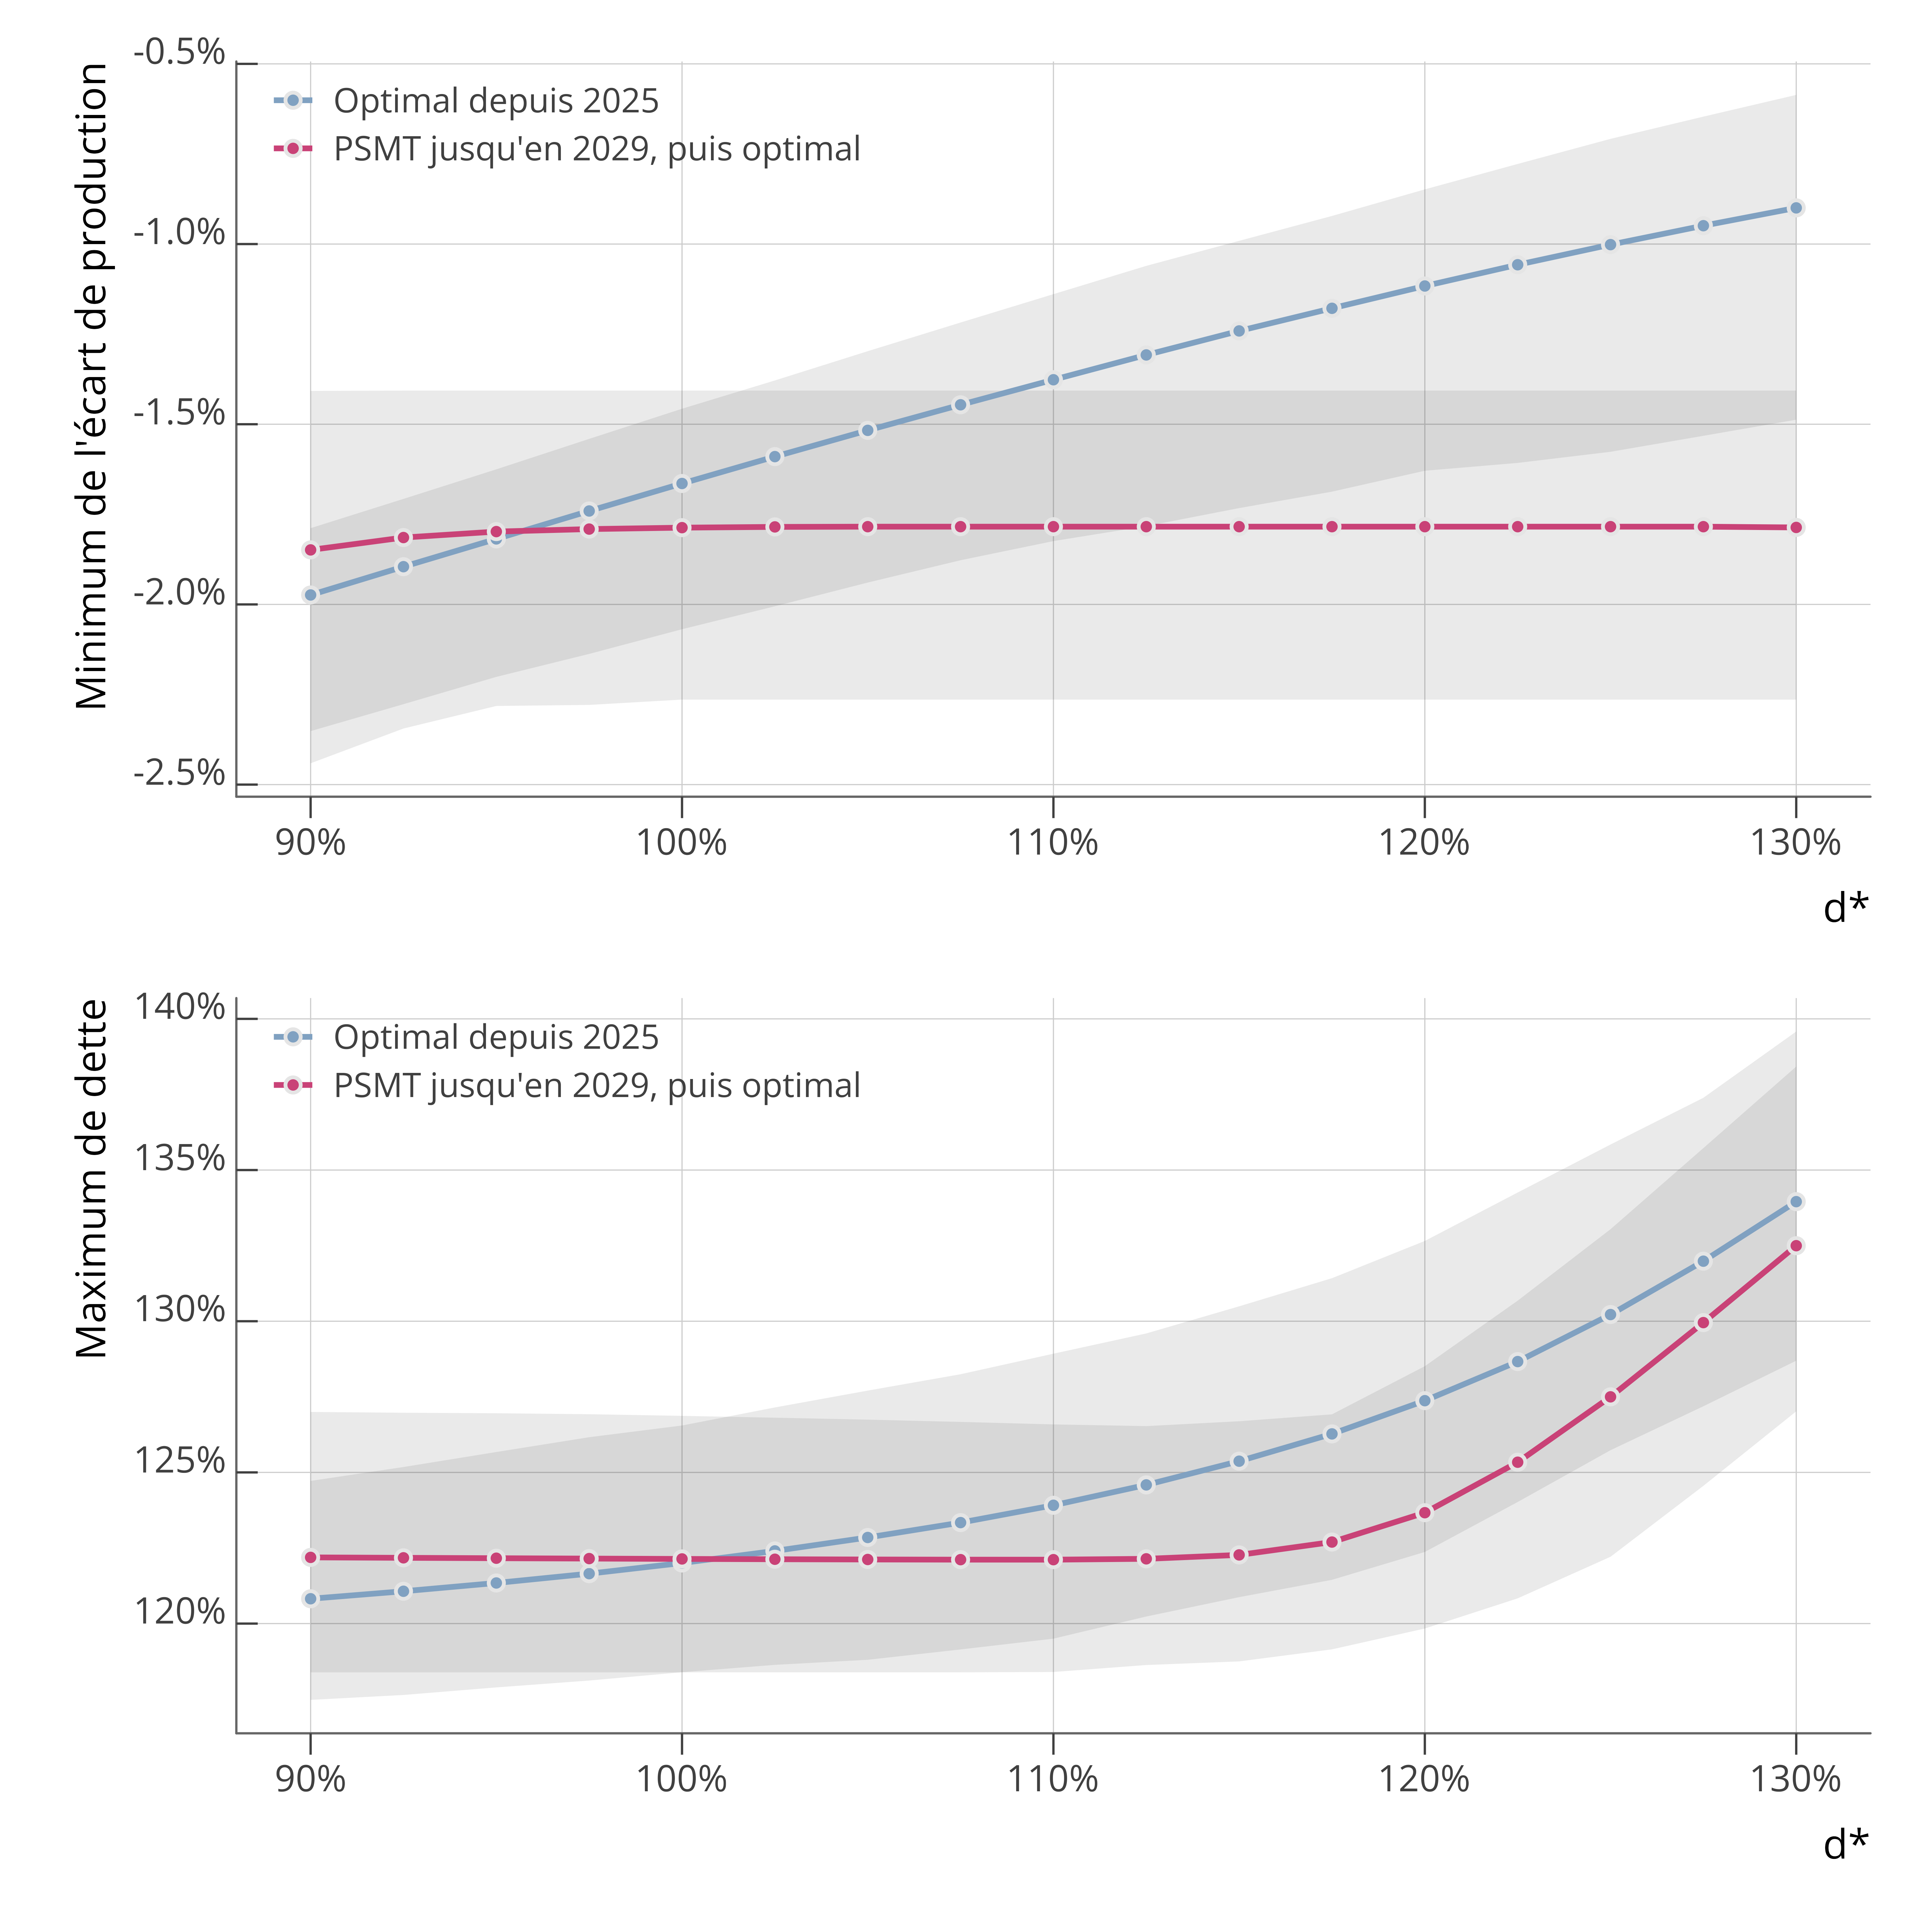 Minimum de l'écart de production
-0.5%
-1.0%
-1.5%
-2.0%
-2.5%
Optimal depuis 2025
PSMT jusqu'en 2029, puis optimal
90%
100%
110%
120%
130%
d*
Maximum de dette
140%
135%
130%
125%
120%
Optimal depuis 2025
PSMT jusqu'en 2029, puis optimal
90%
100%
110%
120%
130%
d*